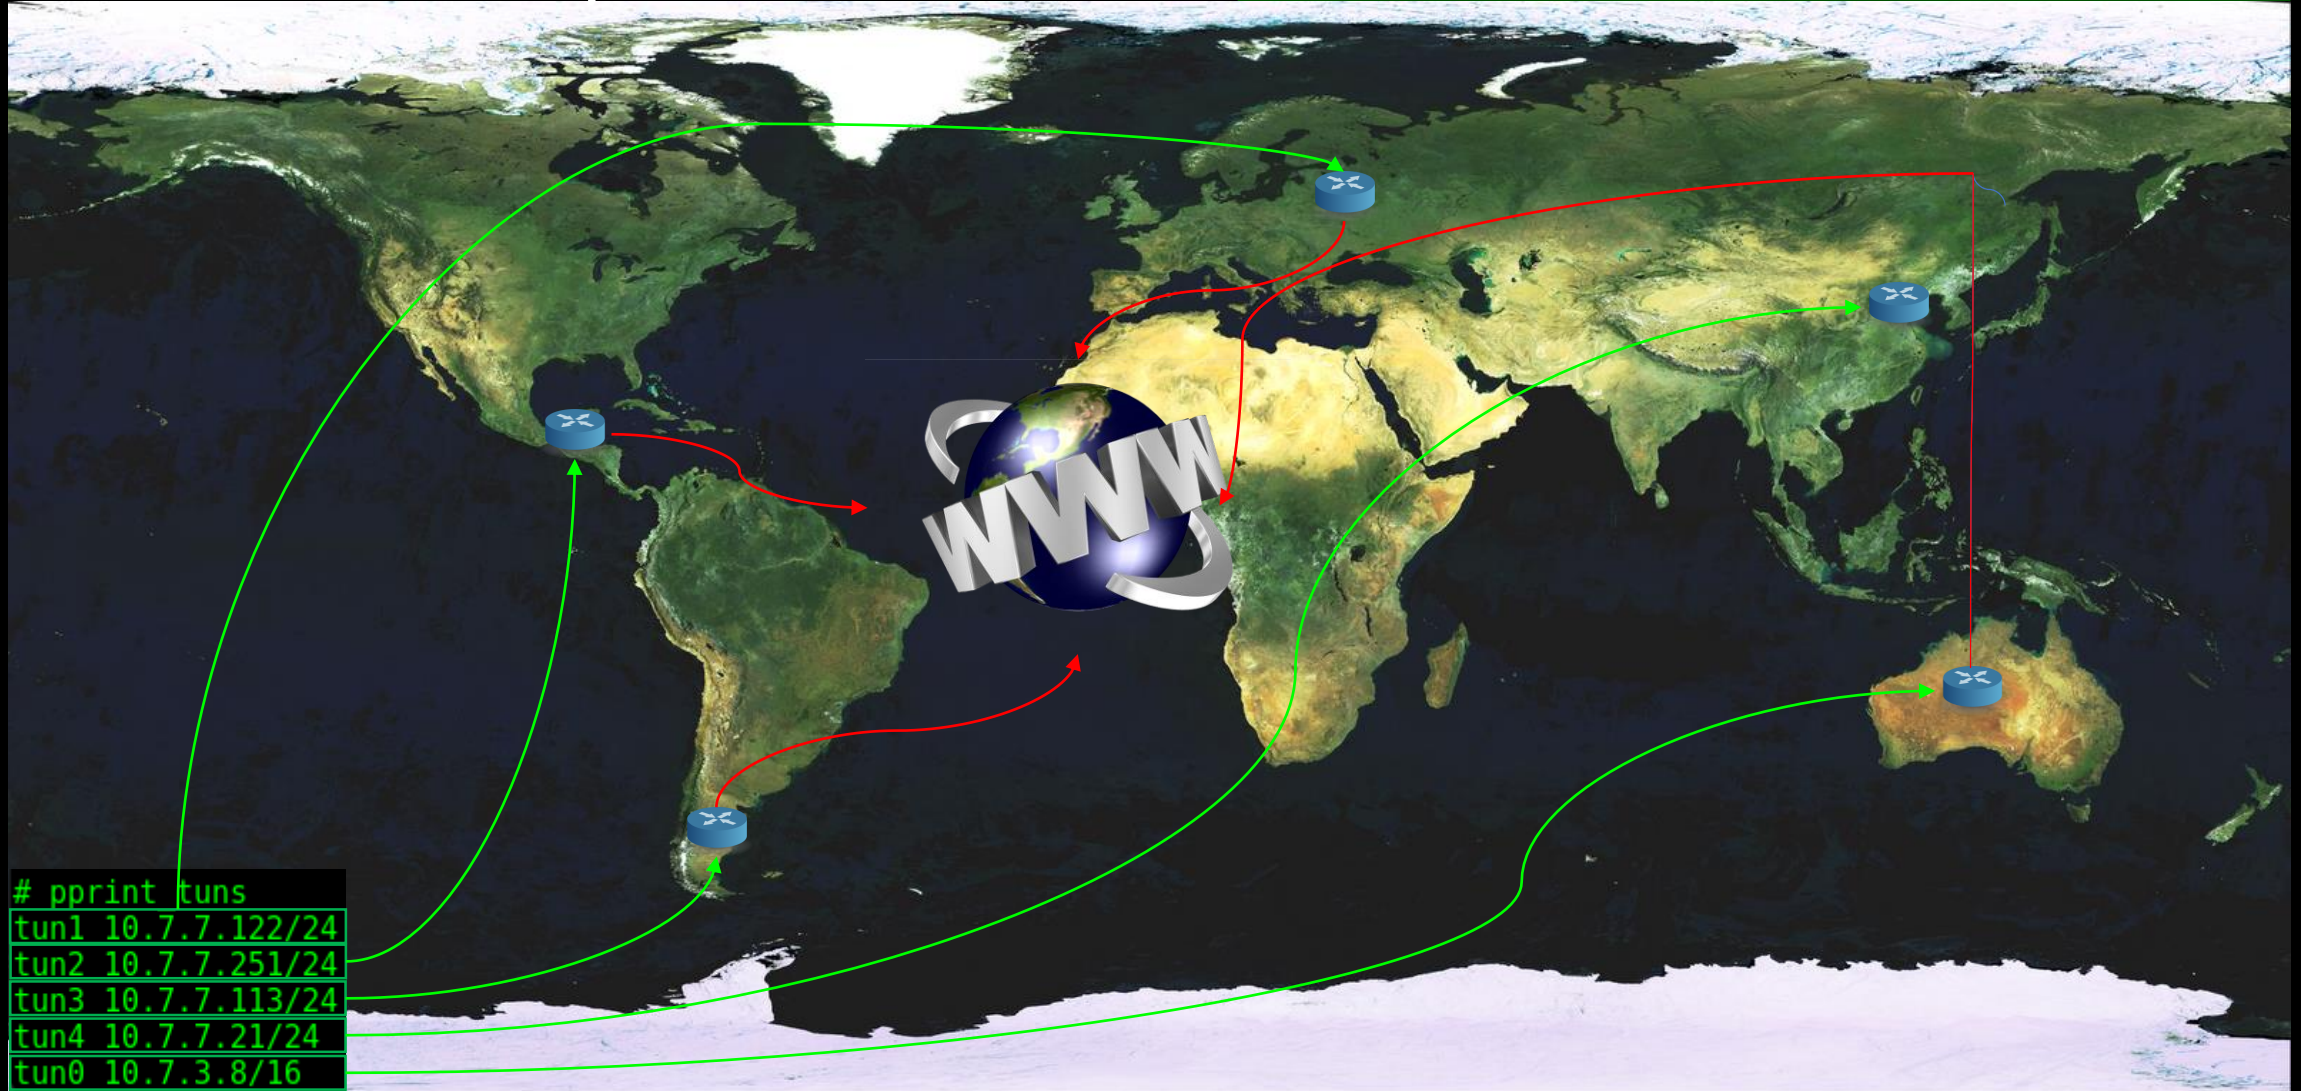 WWW
# pprint tuns
tun1 10.7.7.122/24
tun2 10.7.7.251/24
tun3 10.7.7.113/24
tun4 10.7.7.21/24
tun0 10.7.3.8/16